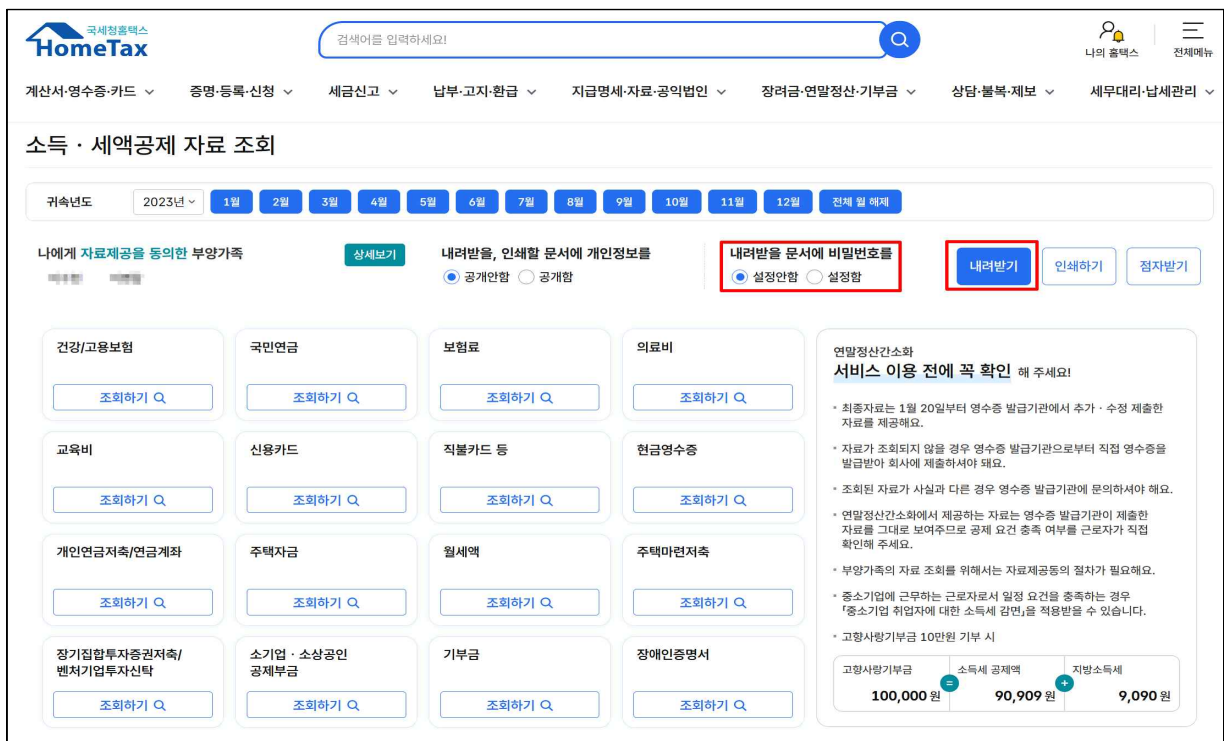 국세청홈택스
HomeTax
검색어를 입력하세요!
나의 홈택스
전체메뉴
계산서·영수증·카드 증명·등록·신청 세금신고 납부·고지·환급 지급명세·자료·공익법인 장려금·연말정산·기부금 상담·불복·제보 세무대리·납세관리
소득 · 세액공제 자료 조회
귀속년도 2023년 1월 2월 3월 4월 5월 6월 7월 8월 9월 10월 11월 12월 전체 월 해제
나에게 자료제공을 동의한 부양가족 상세보기
내려받을, 인쇄할 문서에 개인정보를
공개안함 공개함
내려받을 문서에 비밀번호를
설정안함 설정함
내려받기 인쇄하기 점자받기
건강/고용보험 국민연금 보험료 의료비
조회하기 조회하기 조회하기 조회하기
교육비 신용카드 직불카드 등 현금영수증
조회하기 조회하기 조회하기 조회하기
개인연금저축/연금계좌 주택자금 월세액 주택마련저축
조회하기 조회하기 조회하기 조회하기
장기집합투자증권저축/
벤처기업투자신탁
소기업 · 소상공인
공제부금
기부금
장애인증명서
조회하기 조회하기 조회하기 조회하기
연말정산간소화
서비스 이용 전에 꼭 확인 해 주세요!
최종자료는 1월 20일부터 영수증 발급기관에서 추가 · 수정 제출한
자료를 제공해요.
자료가 조회되지 않을 경우 영수증 발급기관으로부터 직접 영수증을
발급받아 회사에 제출하셔야 돼요.
조회된 자료가 사실과 다른 경우 영수증 발급기관에 문의하셔야 해요.
연말정산간소화에서 제공하는 자료는 영수증 발급기관이 제출한
자료를 그대로 보여주므로 공제 요건 충족 여부를 근로자가 직접
확인해 주세요.
부양가족의 자료 조회를 위해서는 자료제공동의 절차가 필요해요.
중소기업에 근무하는 근로자로서 일정 요건을 충족하는 경우
「중소기업 취업자에 대한 소득세 감면」을 적용받을 수 있습니다.
고향사랑기부금 10만원 기부 시
고향사랑기부금 소득세 공제액 지방소득세
100,000 원 = 90,909 원 + 9,090 원